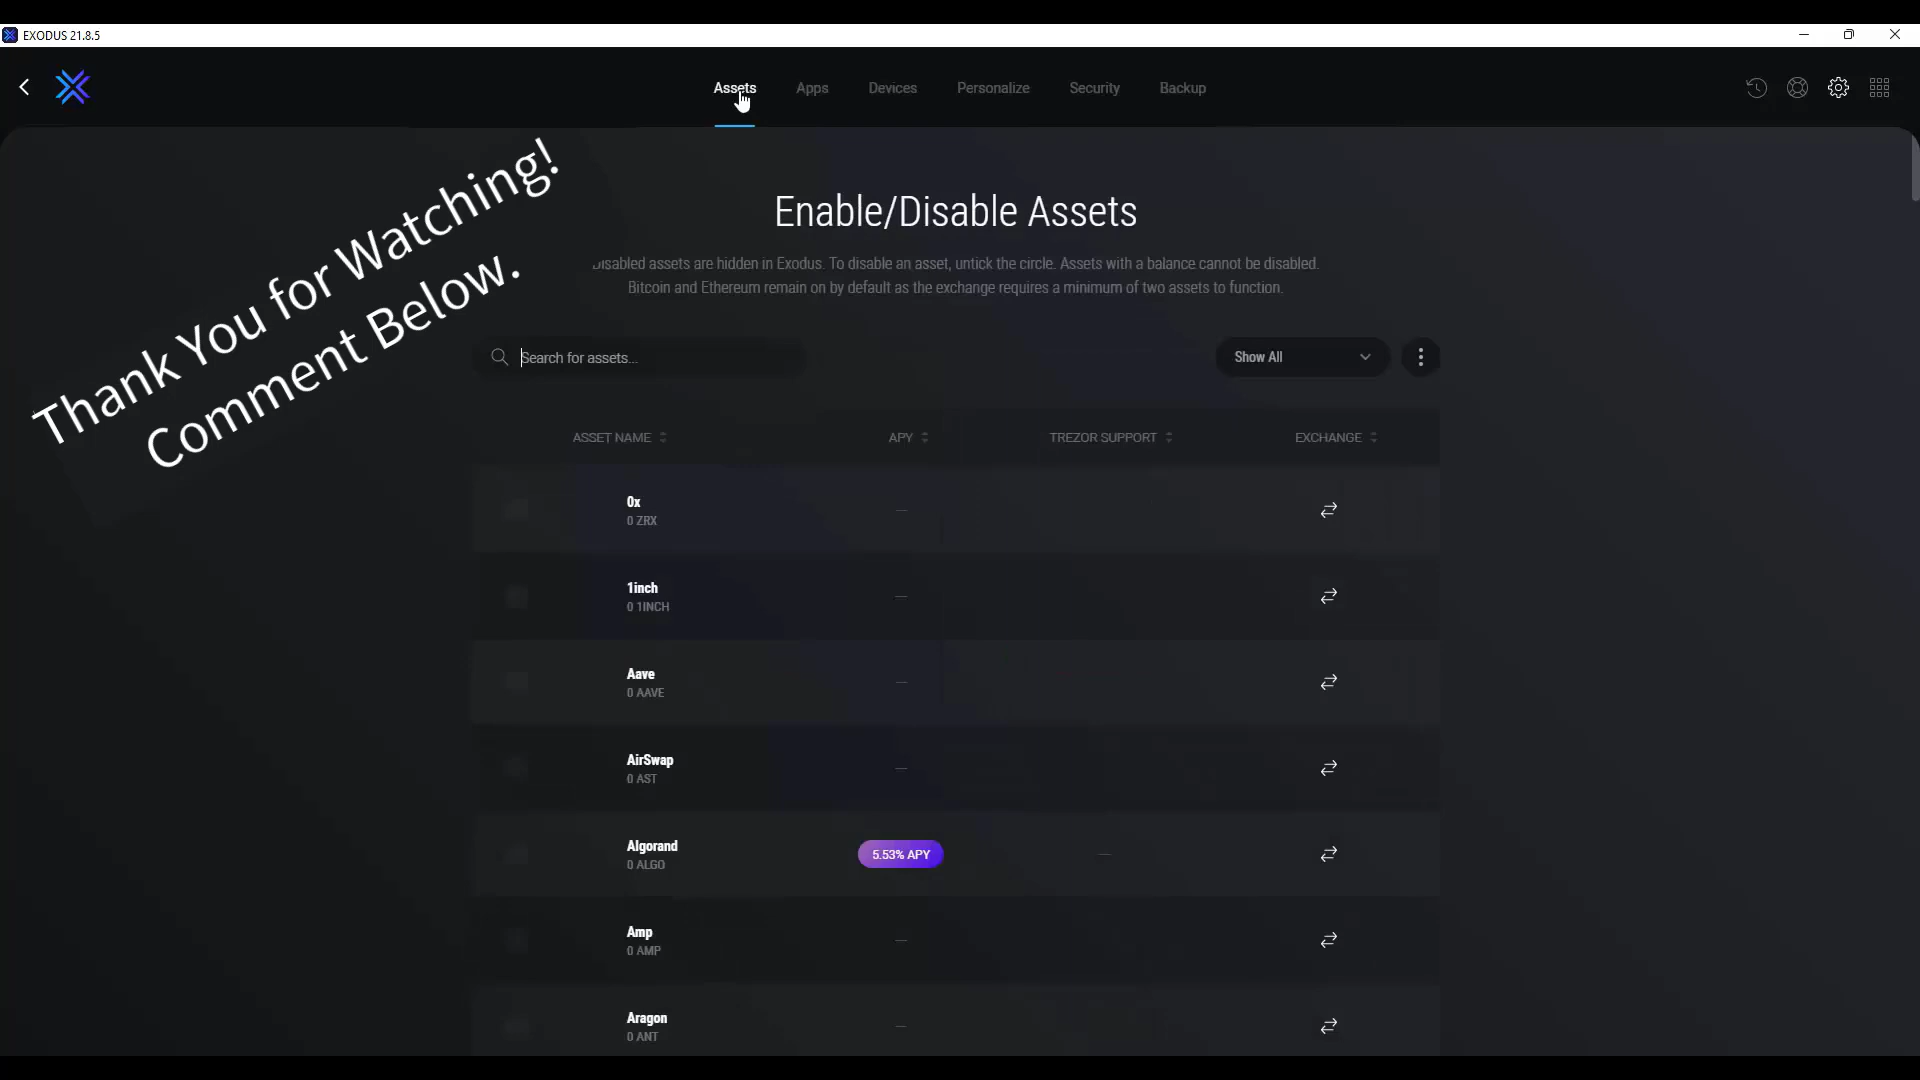 EXODUS 21.8.5
Assets Apps Devices Personalize Security Backup
Thank You for Watching!
Comment Below.
Enable/Disable Assets
Disabled assets are hidden in Exodus. To disable an asset, untick the circle. Assets with a balance cannot be disabled.
Bitcoin and Ethereum remain on by default as the exchange requires a minimum of two assets to function.
Search for assets...
Show All
ASSET NAME APY TREZOR SUPPORT EXCHANGE
0x
0 ZRX
—
1inch
0 1INCH
—
Aave
0 AAVE
—
AirSwap
0 AST
—
Algorand
0 ALGO
5.53% APY
—
Amp
0 AMP
—
Aragon
0 ANT
—